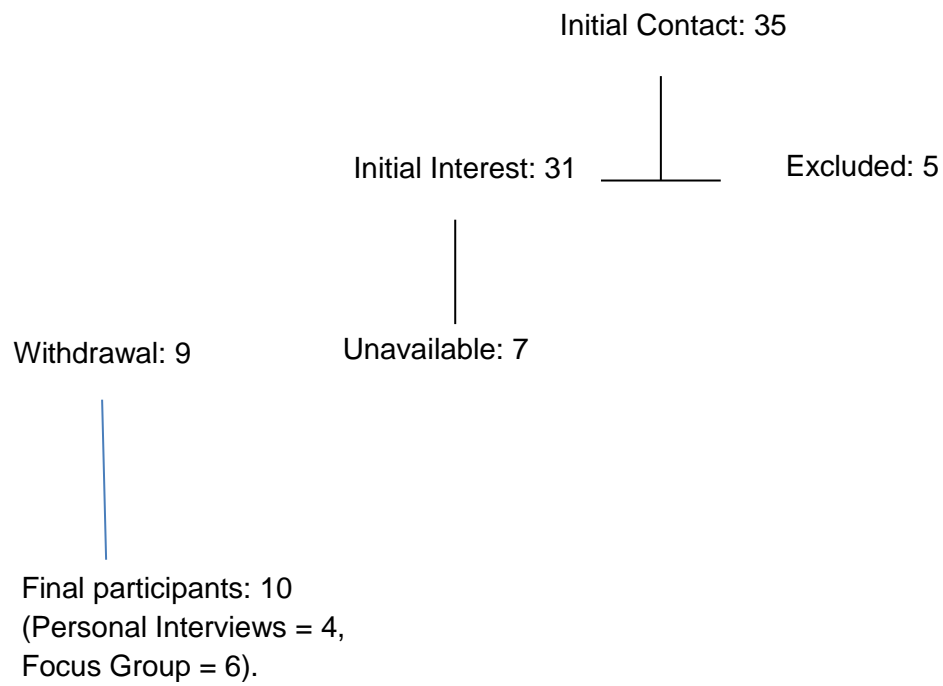 Initial Contact: 35
Initial Interest: 31
Excluded: 5
Withdrawal: 9
Unavailable: 7
Final participants: 10
(Personal Interviews = 4,
Focus Group = 6).